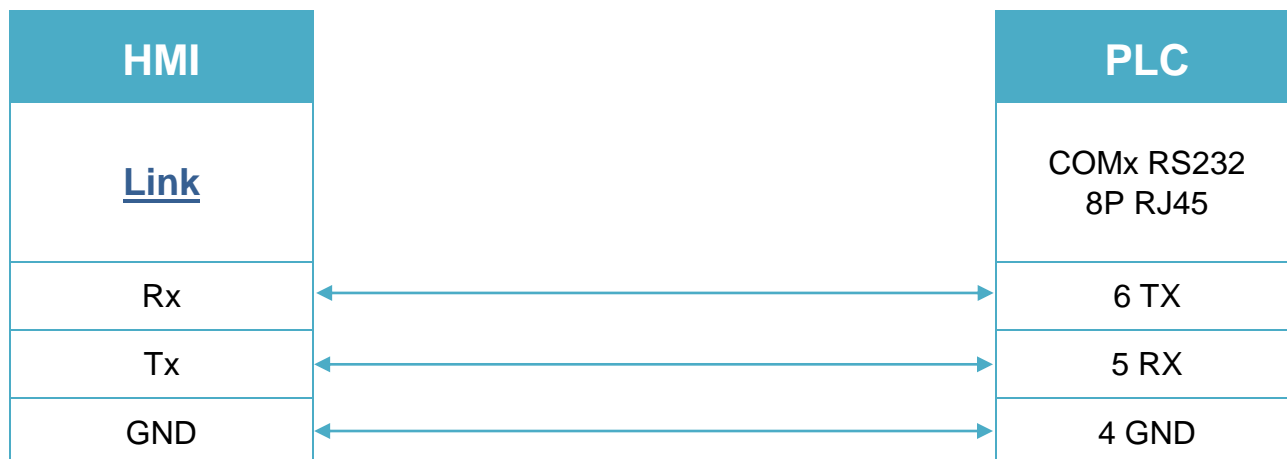 HMI
PLC
Link
COMx RS232
8P RJ45
Rx
6 TX
Tx
5 RX
GND
4 GND